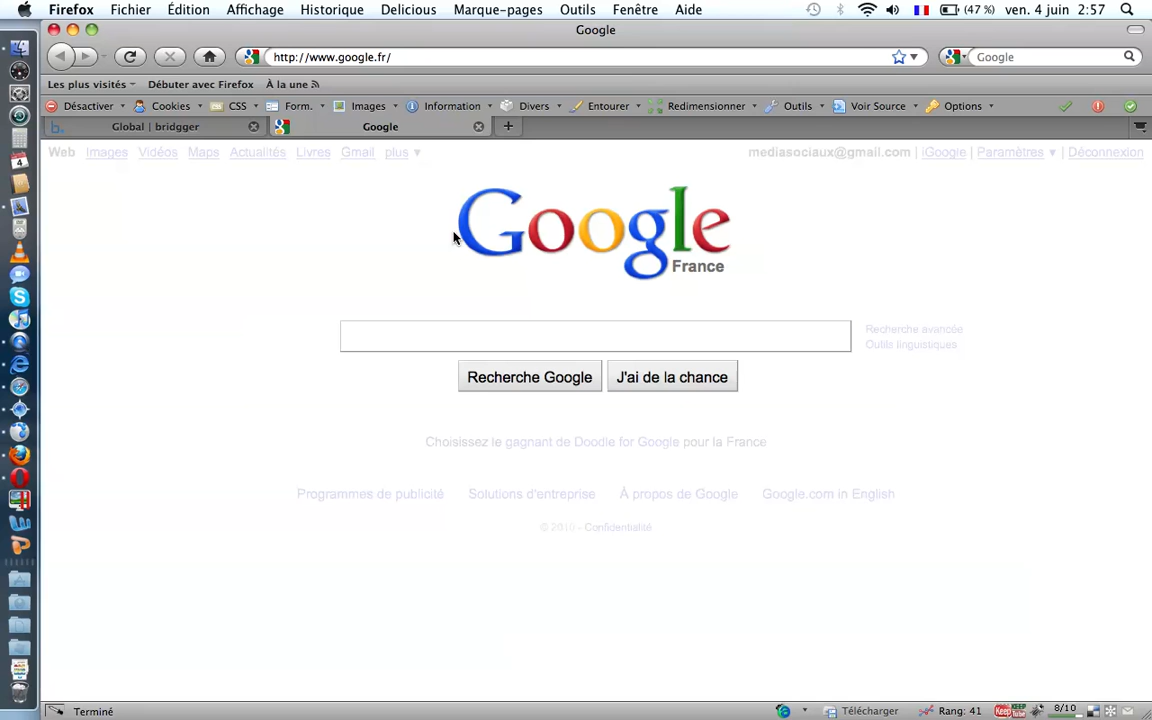 Firefox Fichier Édition Affichage Historique Delicious Marque-pages Outils Fenêtre Aide (47 %) ven. 4 juin 2:57
Google
http://www.google.fr/ Google
Les plus visités Débuter avec Firefox À la une
Désactiver Cookies CSS Form. Images Information Divers Entourer Redimensionner Outils Voir Source Options
Global | bridgger Google
Web Images Vidéos Maps Actualités Livres Gmail plus ▼ mediasociaux@gmail.com | iGoogle | Paramètres ▼ | Déconnexion
Google
France
Recherche avancée
Outils linguistiques
Recherche Google J'ai de la chance
Choisissez le gagnant de Doodle for Google pour la France
Programmes de publicité Solutions d'entreprise À propos de Google Google.com in English
© 2010 - Confidentialité
Terminé Télécharger Rang: 41 8/10